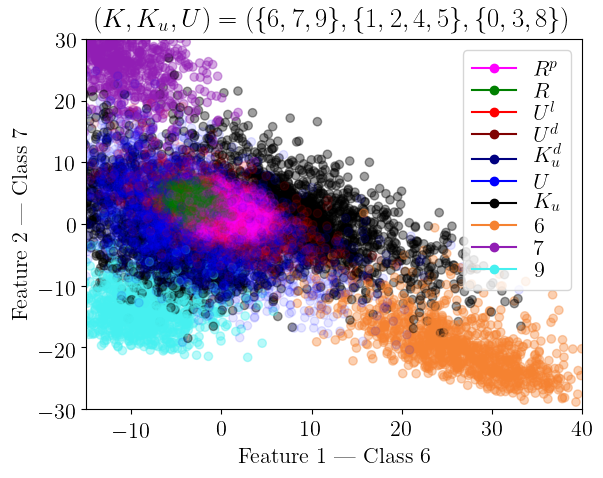 (K, K_u, U) = ({6, 7, 9}, {1, 2, 4, 5}, {0, 3, 8})
30
20
10
0
−10
−20
−30
Feature 2 — Class 7
R^p
R
U^l
U^d
K_u^d
U
K_u
6
7
9
−10
0
10
20
30
40
Feature 1 — Class 6